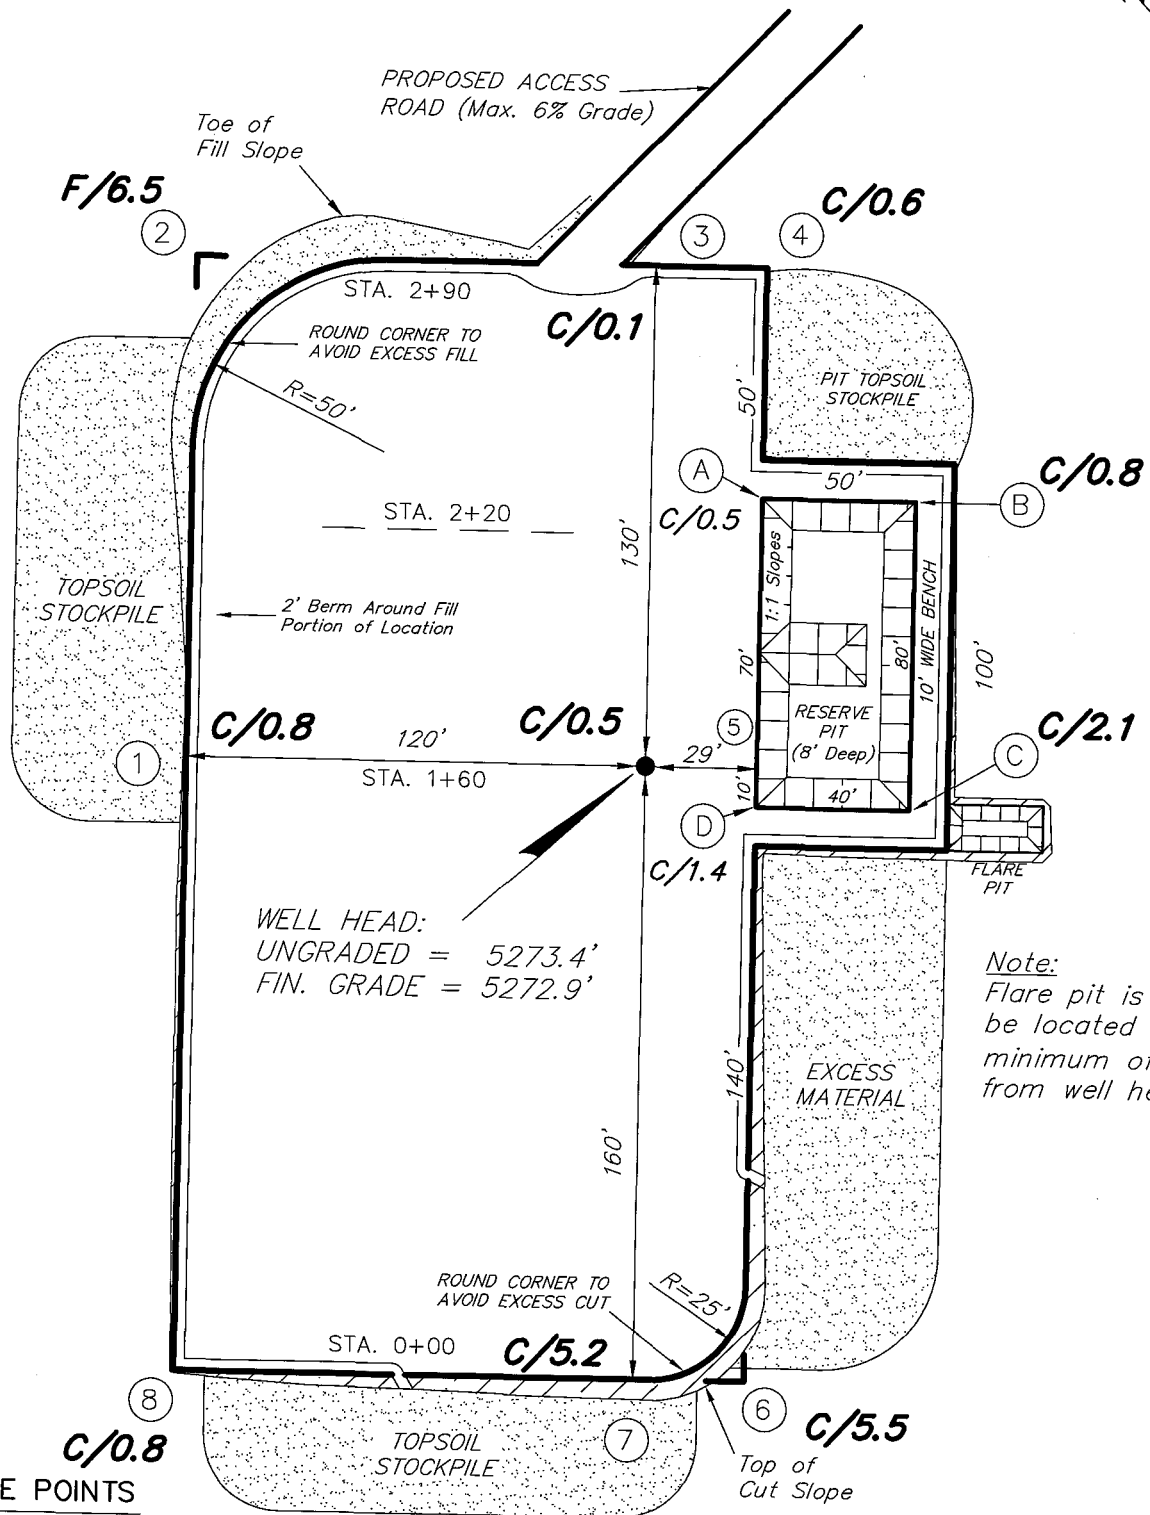 PROPOSED ACCESS
ROAD (Max. 6% Grade)
Toe of
Fill Slope
F/6.5
2
3
4
C/0.6
STA. 2+90
C/0.1
ROUND CORNER TO
AVOID EXCESS FILL
R=50'
PIT TOPSOIL
STOCKPILE
50'
50'
C/0.8
A
B
C/0.5
STA. 2+20
130'
1:1 Slopes
TOPSOIL
STOCKPILE
2' Berm Around Fill
Portion of Location
70'
80'
10' WIDE BENCH
100'
RESERVE
PIT
(8' Deep)
C/0.8
120'
C/0.5
5
C/2.1
1
STA. 1+60
29'
C
10'
40'
D
C/1.4
FLARE
PIT
WELL HEAD:
UNGRADED = 5273.4'
FIN. GRADE = 5272.9'
Note:
Flare pit is
be located
minimum of
from well he
EXCESS
MATERIAL
140'
160'
ROUND CORNER TO
AVOID EXCESS CUT
R=25'
STA. 0+00
C/5.2
8
6
C/5.5
C/0.8
7
TOPSOIL
STOCKPILE
Top of
Cut Slope
E POINTS